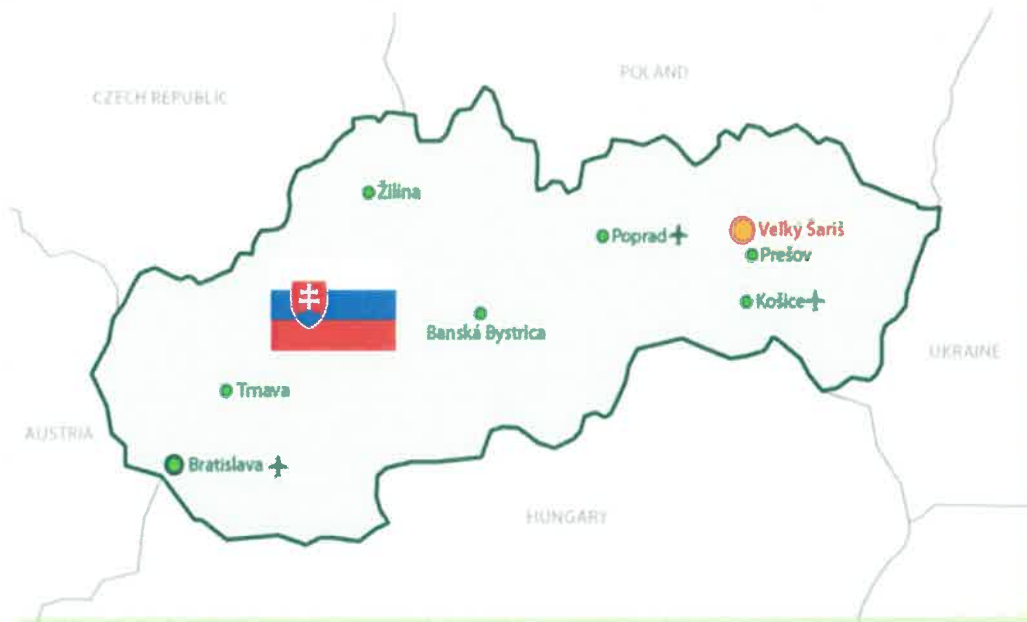 POLAND
CZECH REPUBLIC
Žilina
Veľký Šariš
Poprad
Prešov
Košice
Banská Bystrica
UKRAINE
Trnava
AUSTRIA
Bratislava
HUNGARY